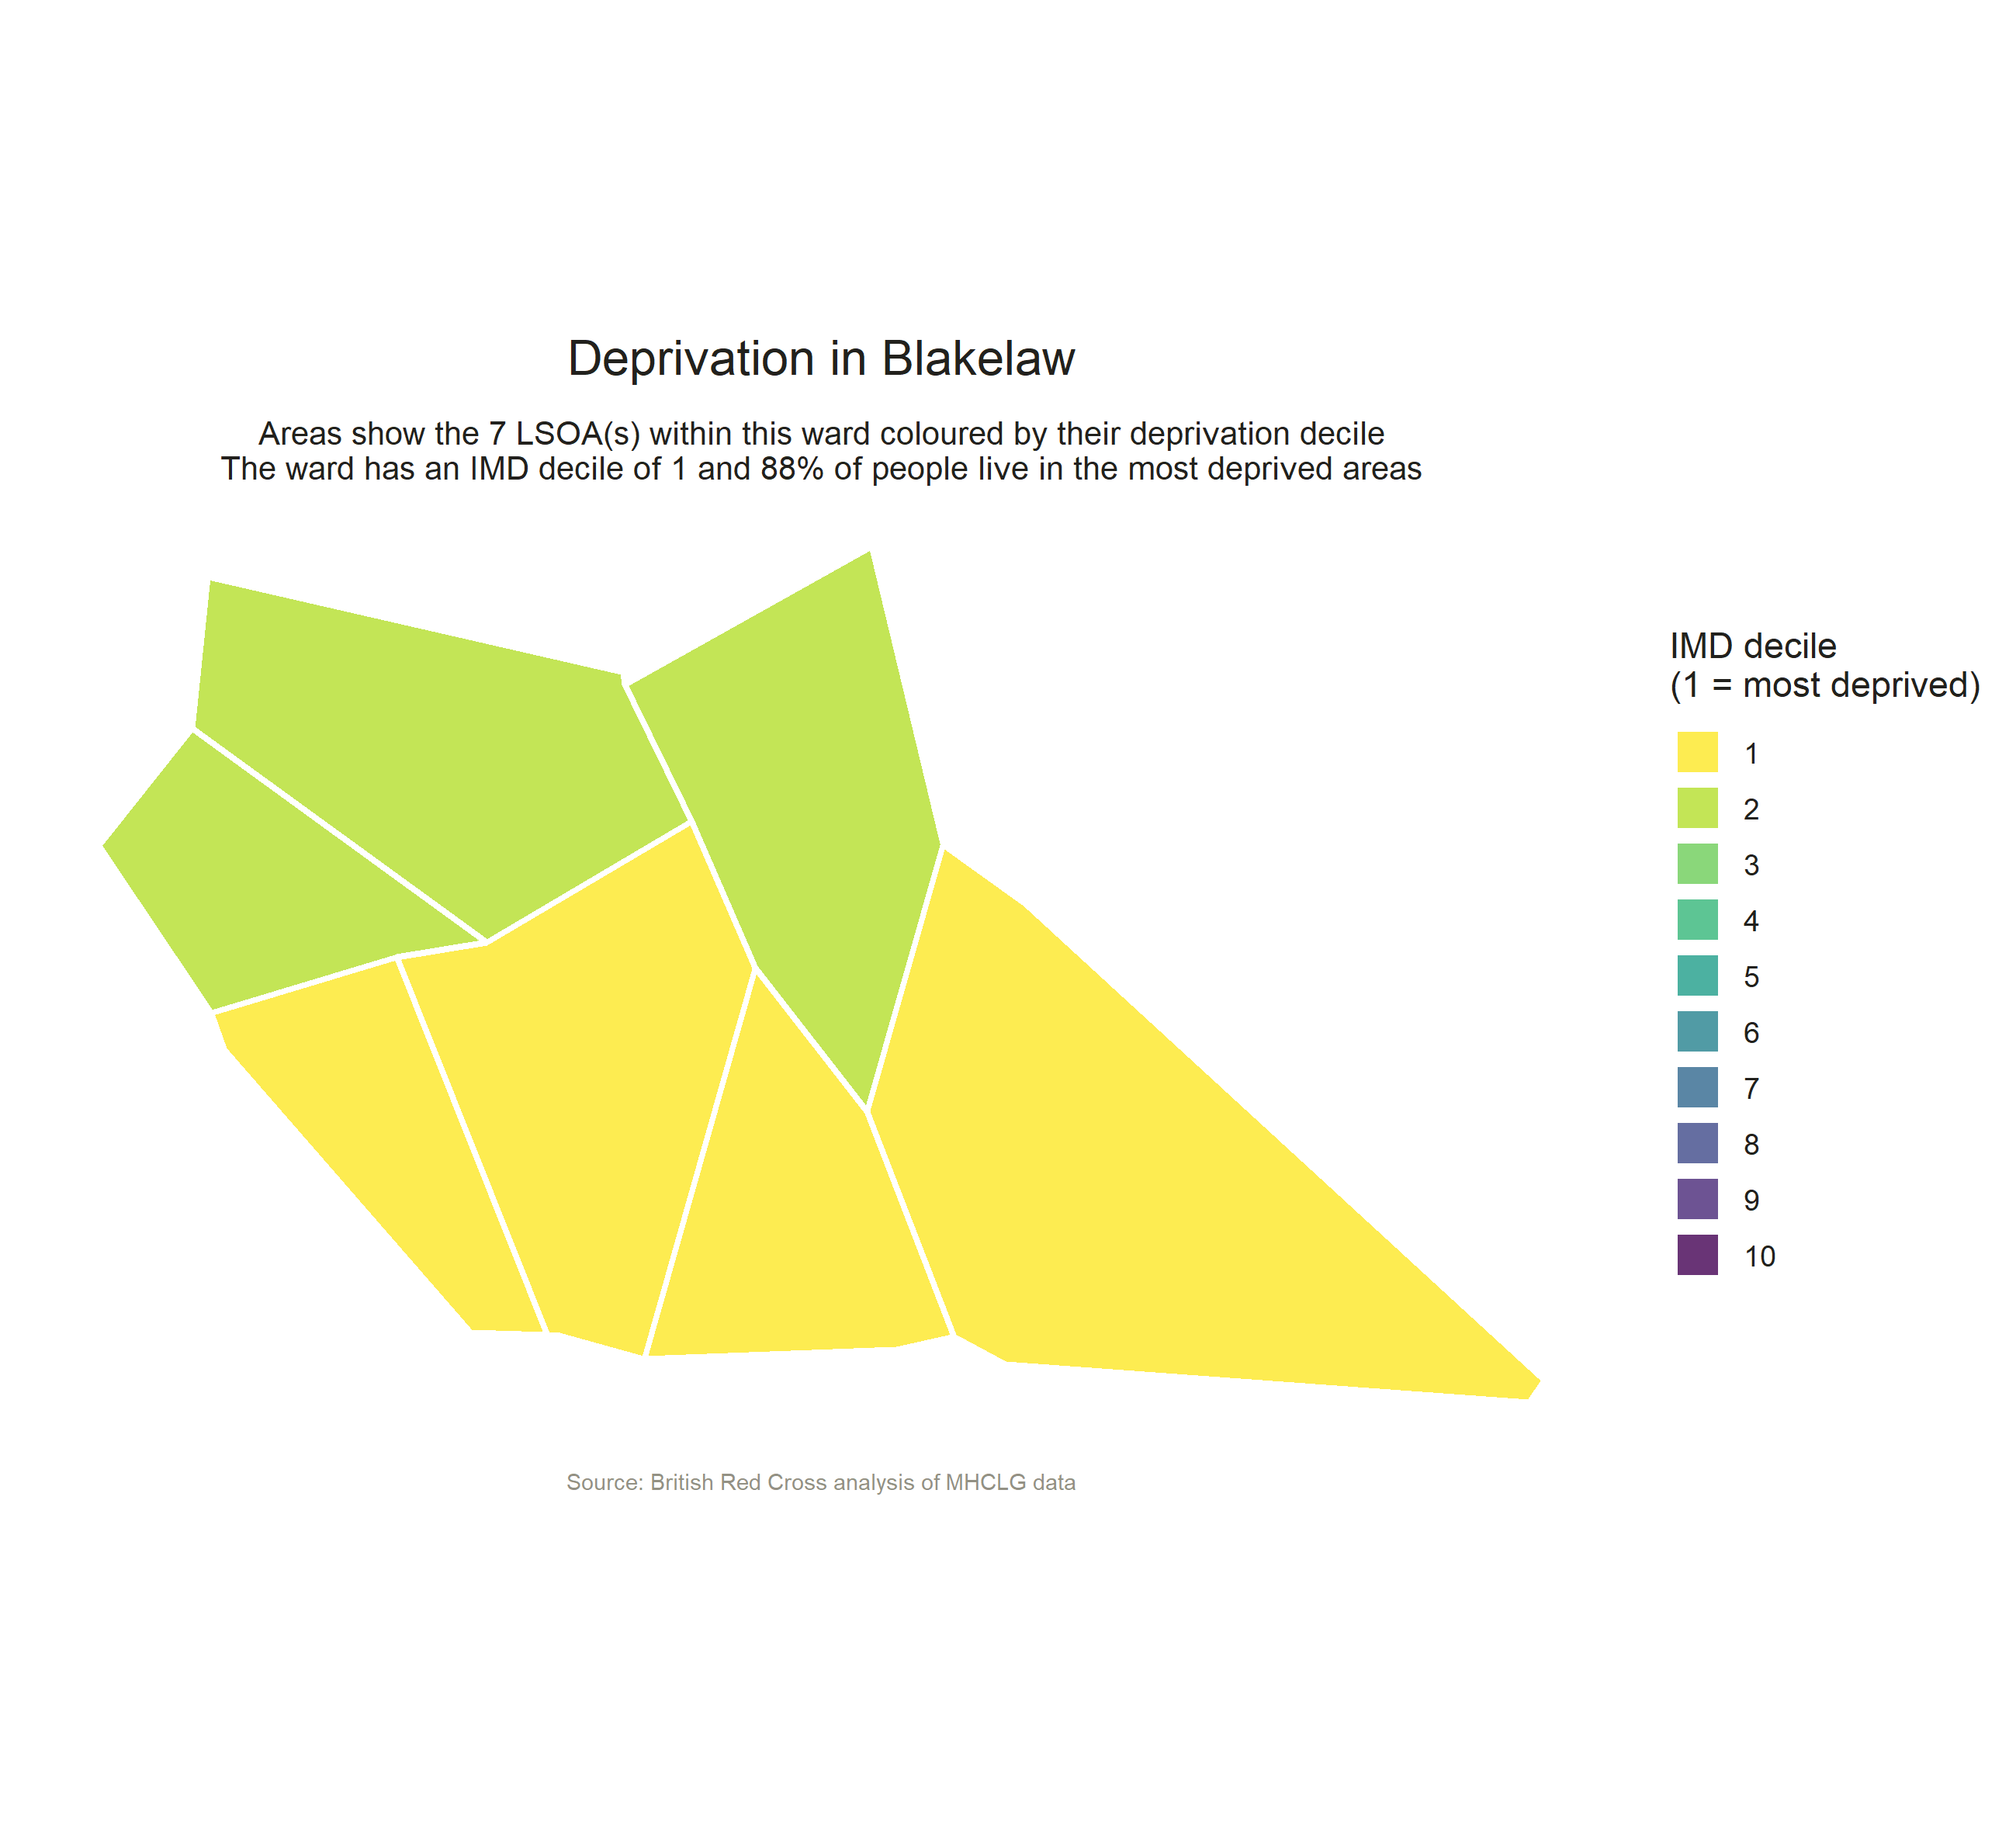 Deprivation in Blakelaw
Areas show the 7 LSOA(s) within this ward coloured by their deprivation decile
The ward has an IMD decile of 1 and 88% of people live in the most deprived areas
IMD decile
(1 = most deprived)
1
2
3
4
5
6
7
8
9
10
Source: British Red Cross analysis of MHCLG data